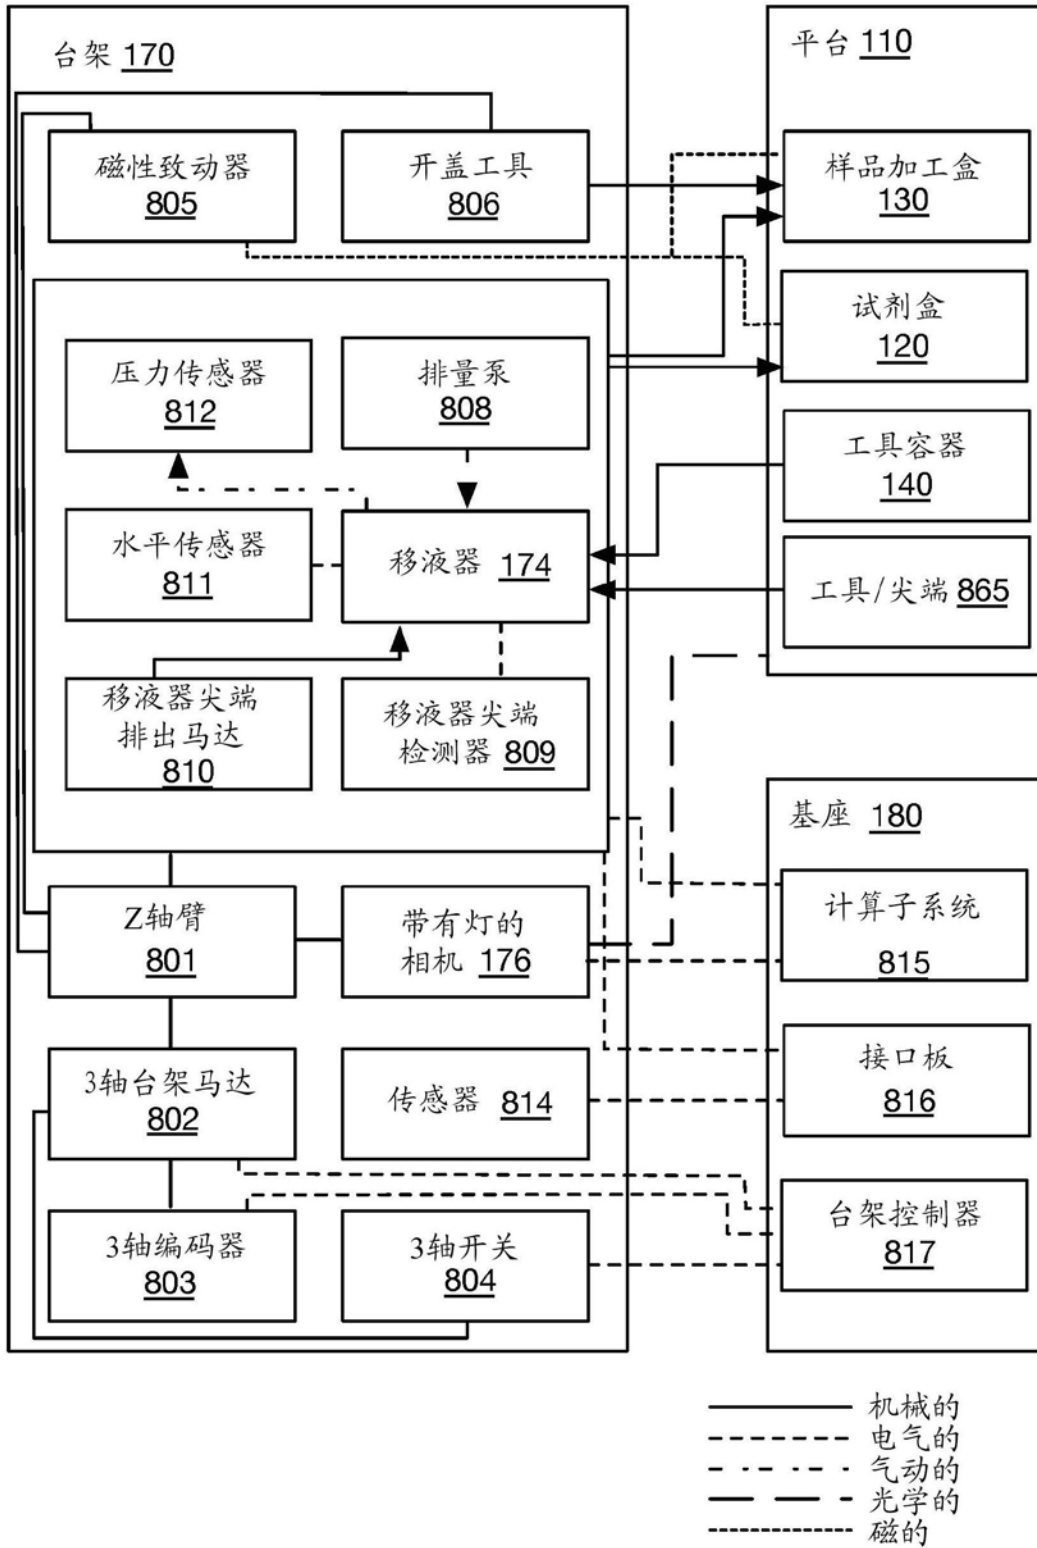 台架 170
磁性致动器
805
开盖工具
806
压力传感器
812
排量泵
808
水平传感器
811
移液器 174
移液器尖端
排出马达
810
移液器尖端
检测器 809
Z轴臂
801
带有灯的
相机 176
3轴台架马达
802
传感器 814
3轴编码器
803
3轴开关
804
平台 110
样品加工盒
130
试剂盒
120
工具容器
140
工具/尖端 865
基座 180
计算子系统
815
接口板
816
台架控制器
817
机械的
电气的
气动的
光学的
磁的